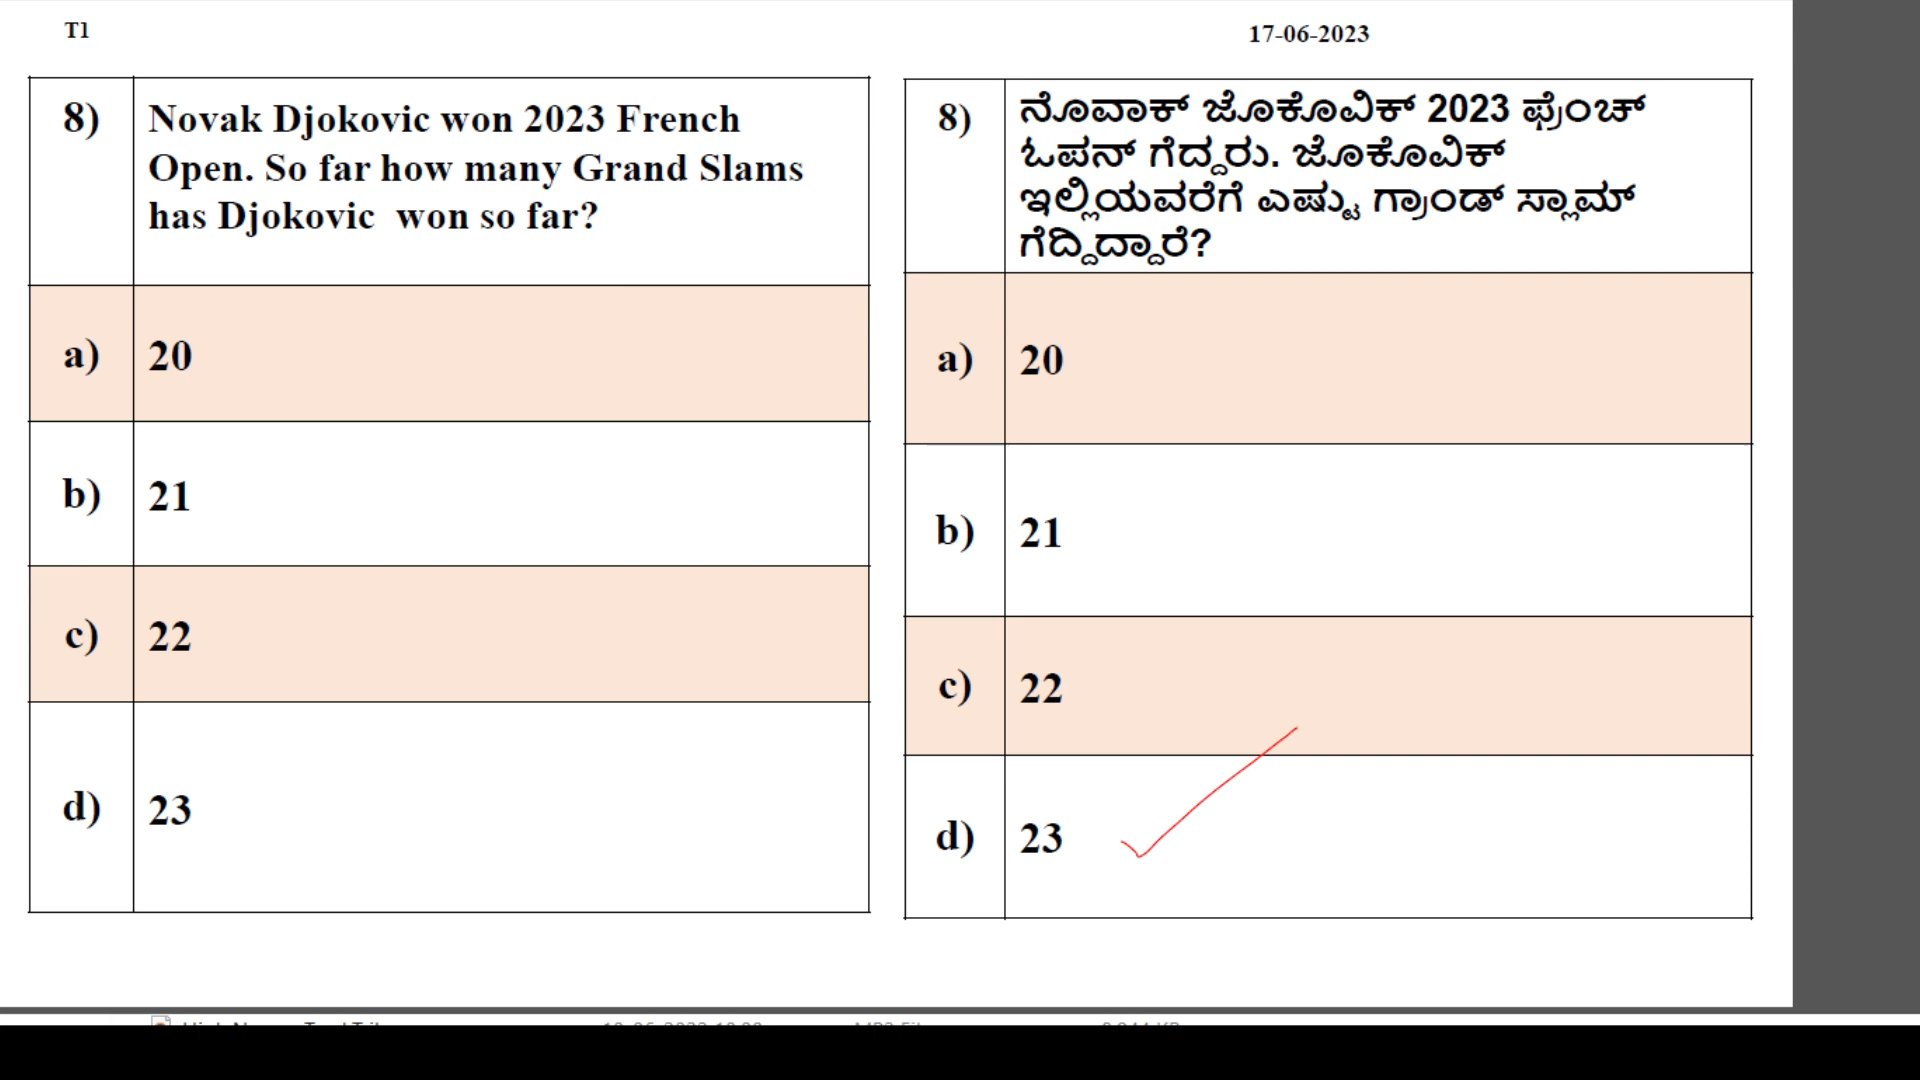 T1
17-06-2023
8)
Novak Djokovic won 2023 French
Open. So far how many Grand Slams
has Djokovic won so far?
a)
20
b)
21
c)
22
d)
23
8)
ನೊವಾಕ್ ಜೊಕೊವಿಕ್ 2023 ಫ್ರೆಂಚ್
ಓಪನ್ ಗೆದ್ದರು. ಜೊಕೊವಿಕ್
ಇಲ್ಲಿಯವರೆಗೆ ಎಷ್ಟು ಗ್ರಾಂಡ್ ಸ್ಲಾಮ್
ಗೆದ್ದಿದ್ದಾರೆ?
a)
20
b)
21
c)
22
d)
23